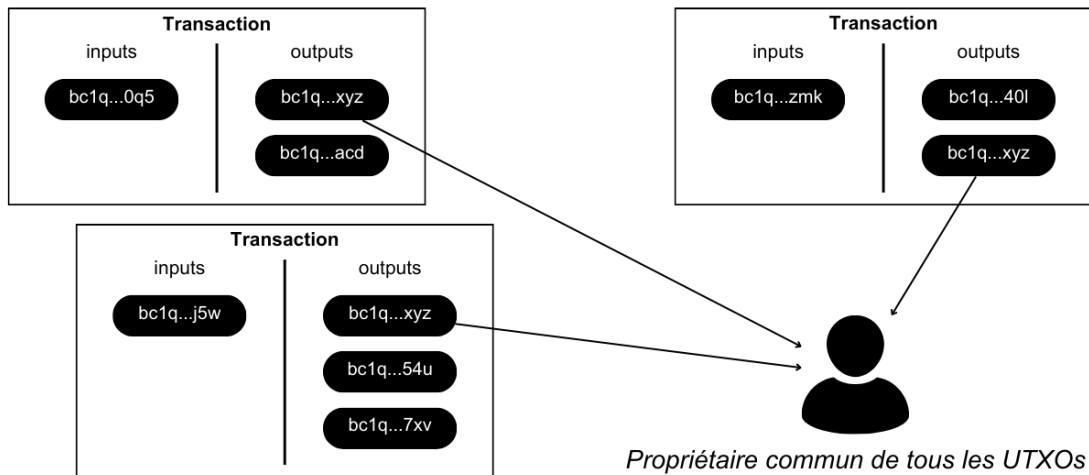 Transaction
inputs
outputs
bc1q...0q5
bc1q...xyz
bc1q...acd
Transaction
inputs
outputs
bc1q...zmk
bc1q...40l
bc1q...xyz
Transaction
inputs
outputs
bc1q...j5w
bc1q...xyz
bc1q...54u
bc1q...7xv
Propriétaire commun de tous les UTXOs